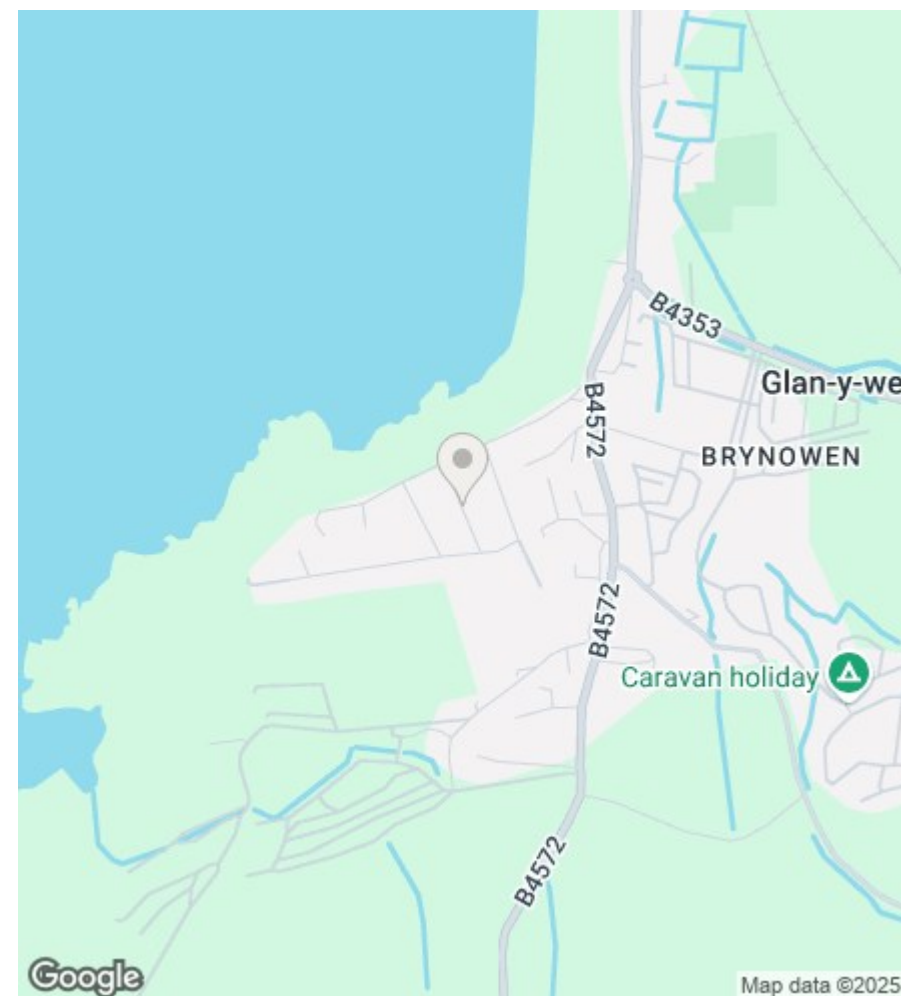 B4353
Glan-y-we
B4572
BRYNOWEN
B4572
Caravan holiday
B4572
Google
Map data ©2025